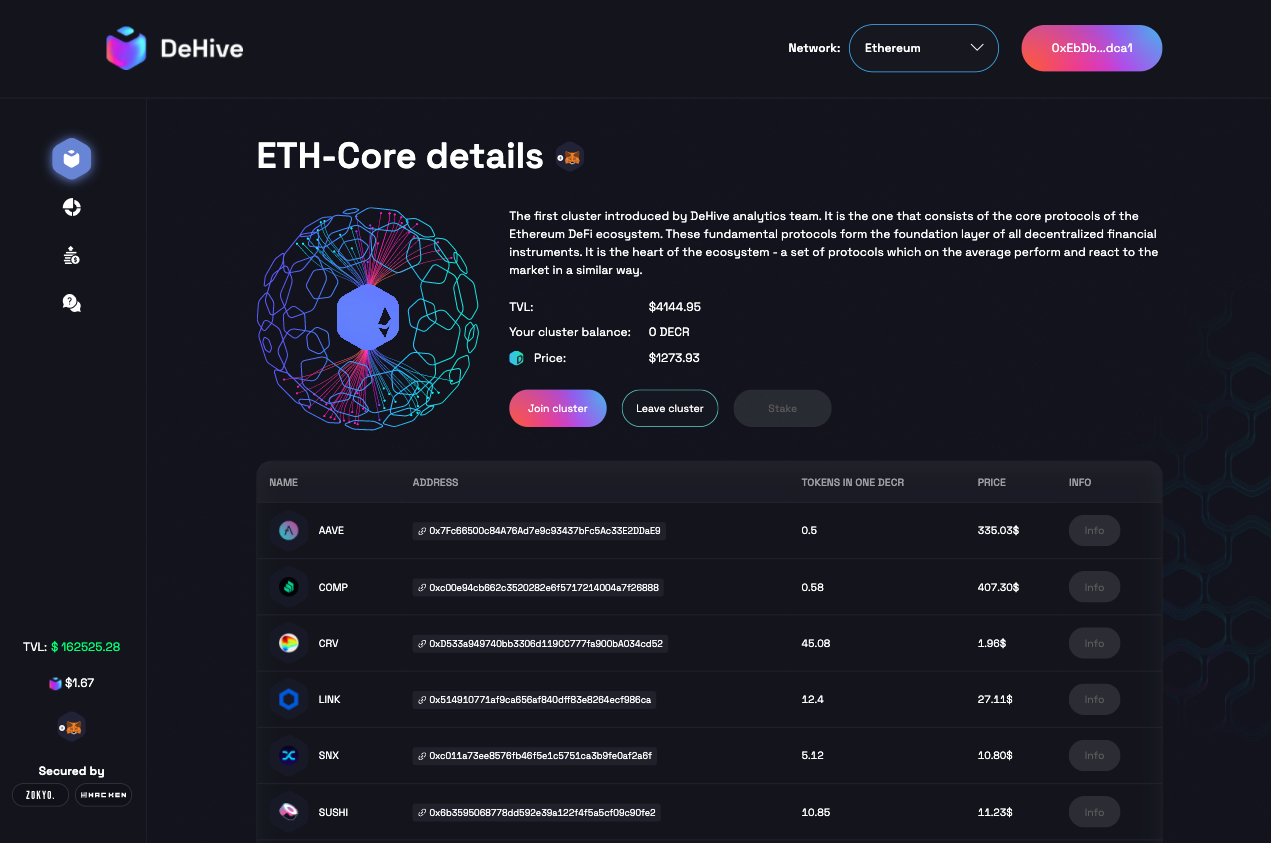 DeHive
Network:
Ethereum
0xEbDb...dca1
ETH-Core details
The first cluster introduced by DeHive analytics team. It is the one that consists of the core protocols of the
Ethereum DeFi ecosystem. These fundamental protocols form the foundation layer of all decentralized financial
instruments. It is the heart of the ecosystem - a set of protocols which on the average perform and react to the
market in a similar way.
TVL: $4144.95
Your cluster balance: 0 DECR
Price: $1273.93
Join cluster
Leave cluster
Stake
NAME ADDRESS TOKENS IN ONE DECR PRICE INFO
AAVE 0x7Fc66500c84A76Ad7e9c93437bFc5Ac33E2DDaE9 0.5 335.03$ Info
COMP 0xc00e94cb662c3520282e6f5717214004a7f26888 0.58 407.30$ Info
CRV 0xD533a949740bb3306d119CC777fa900bA034cd52 45.08 1.96$ Info
LINK 0x514910771af9ca656af840dff83e8264ecf986ca 12.4 27.11$ Info
SNX 0xc011a73ee8576fb46f5e1c5751ca3b9fe0af2a6f 5.12 10.80$ Info
SUSHI 0x6b3595068778dd592e39a122f4f5a5cf09c90fe2 10.85 11.23$ Info
TVL: $ 162525.28
$1.67
Secured by
ZOKYO.
HACKEN